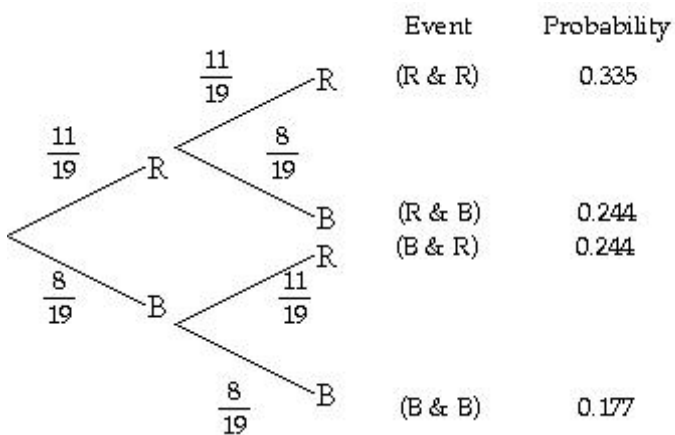 Event Probability
11
19
R (R & R) 0.335
11
19
8
19
R
B (R & B) 0.244
R (B & R) 0.244
8
19
B
11
19
8
19
B (B & B) 0.177